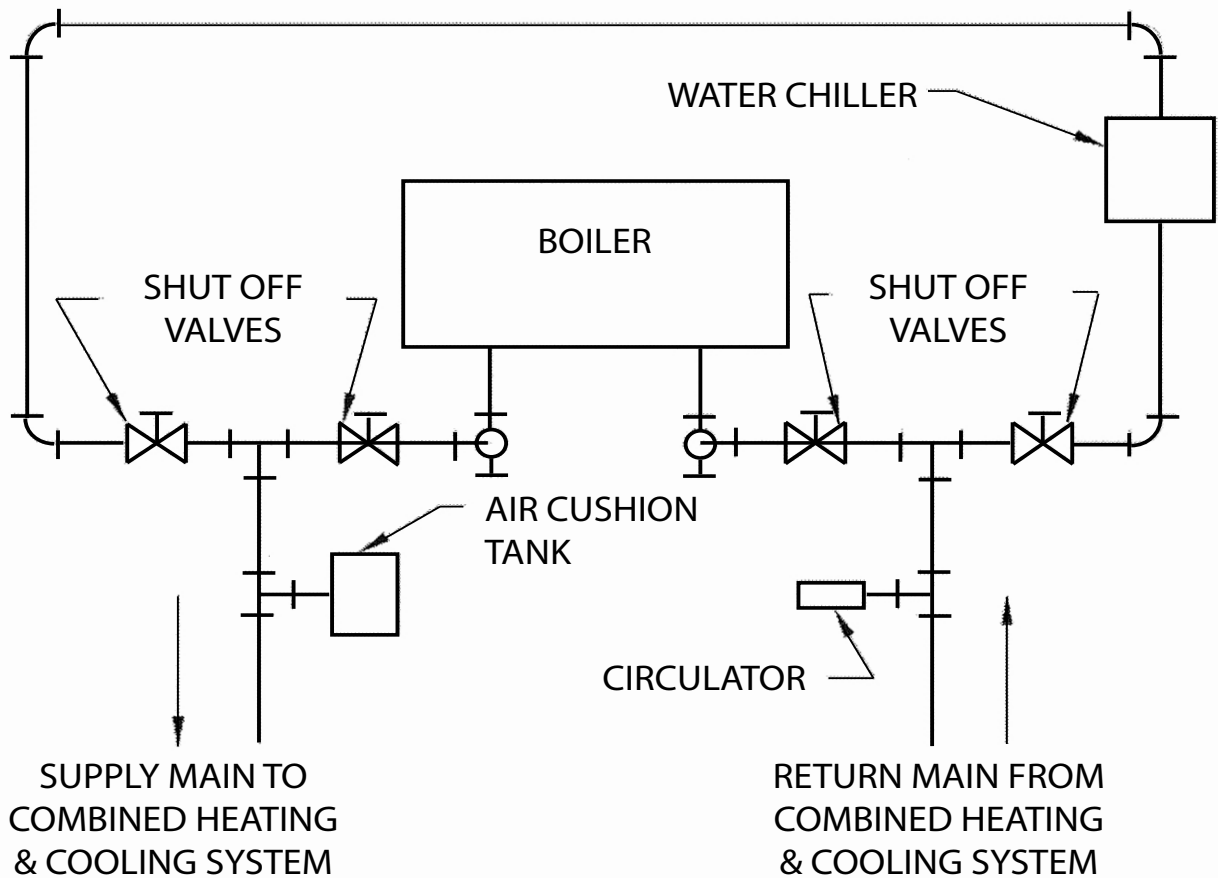 WATER CHILLER
BOILER
SHUT OFF
VALVES
SHUT OFF
VALVES
AIR CUSHION
TANK
CIRCULATOR
SUPPLY MAIN TO
COMBINED HEATING
& COOLING SYSTEM
RETURN MAIN FROM
COMBINED HEATING
& COOLING SYSTEM